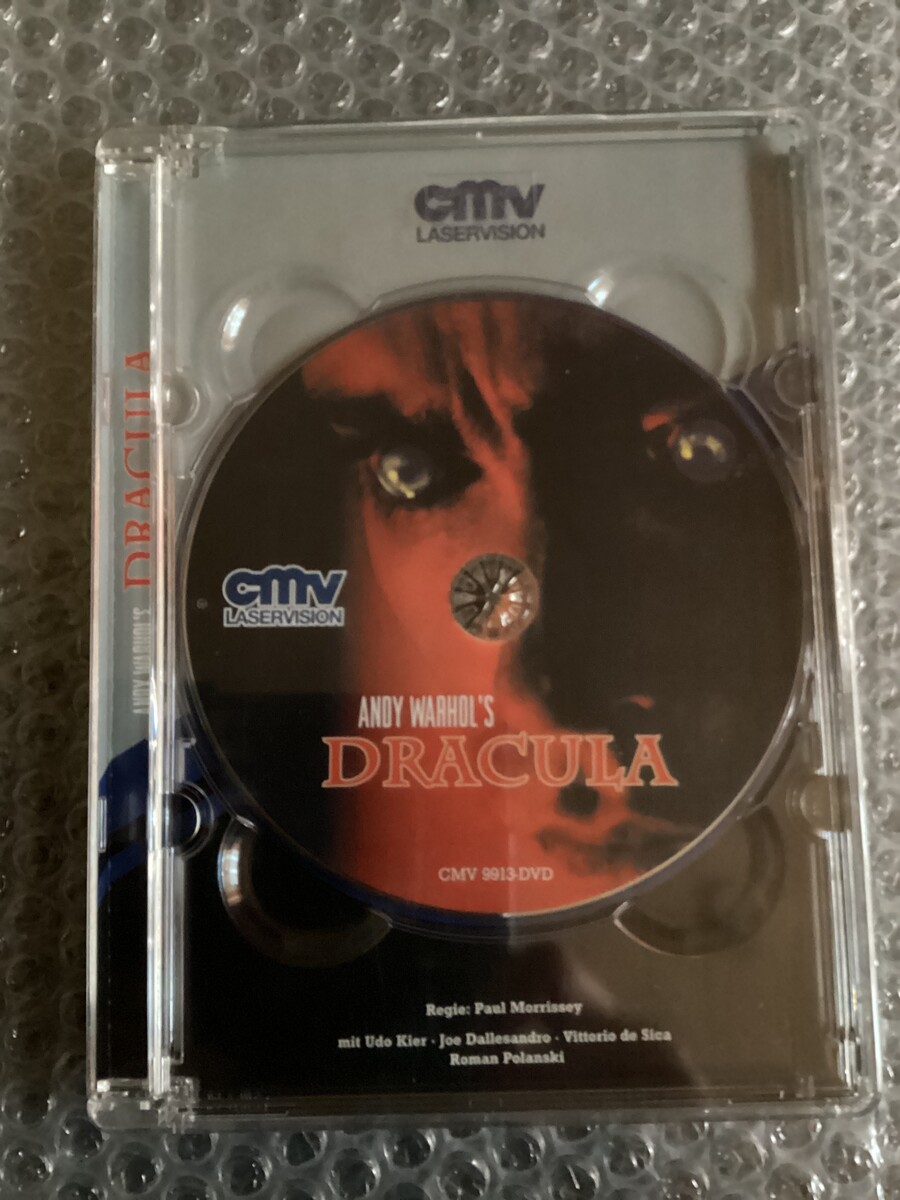 cmv
LASERVISION
ANDY WARHOL'S
DRACULA
cmv
LASERVISION
ANDY WARHOL'S
DRACULA
CMV 9913-DVD
Regie: Paul Morrissey
mit Udo Kier · Joe Dallesandro · Vittorio de Sica
Roman Polanski